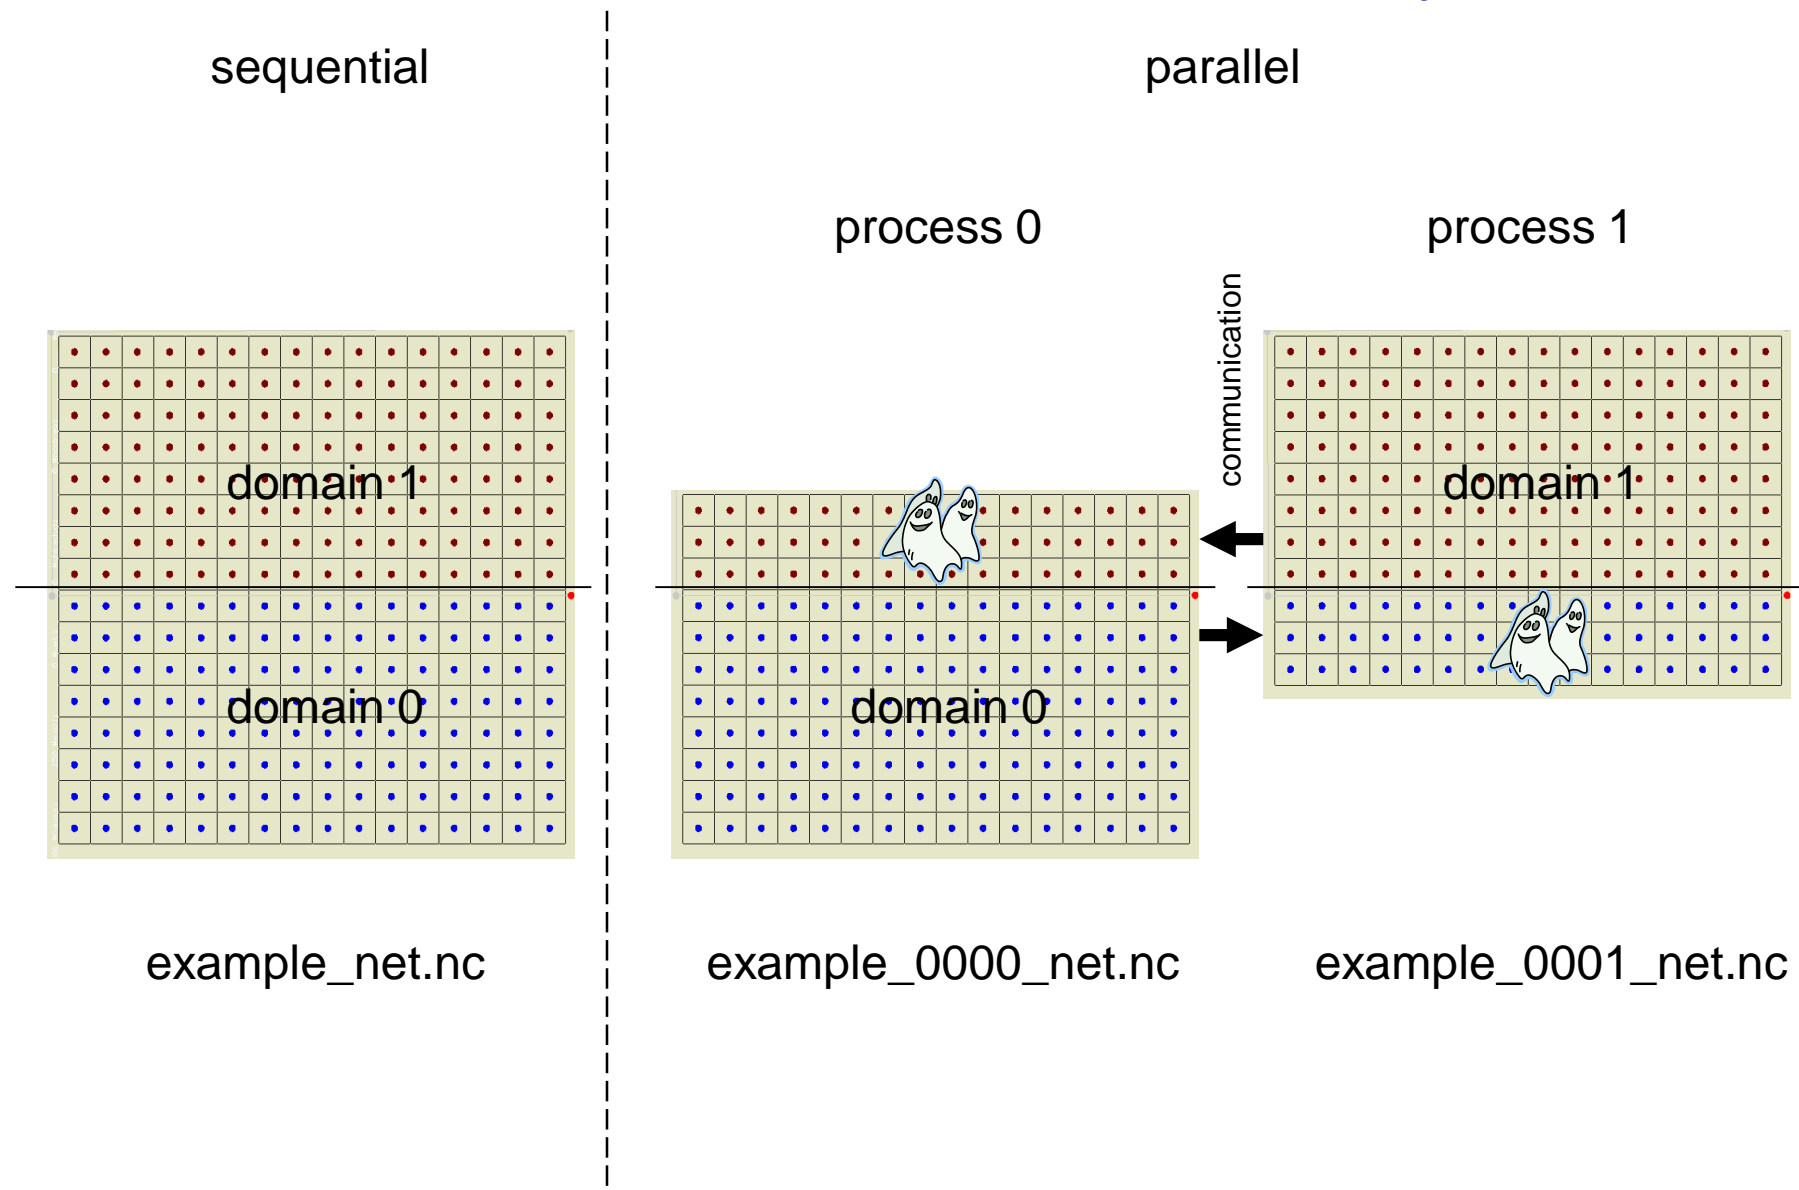 sequential
parallel
process 0
process 1
communication
domain 1
domain 1
domain 0
domain 0
example_net.nc
example_0000_net.nc
example_0001_net.nc